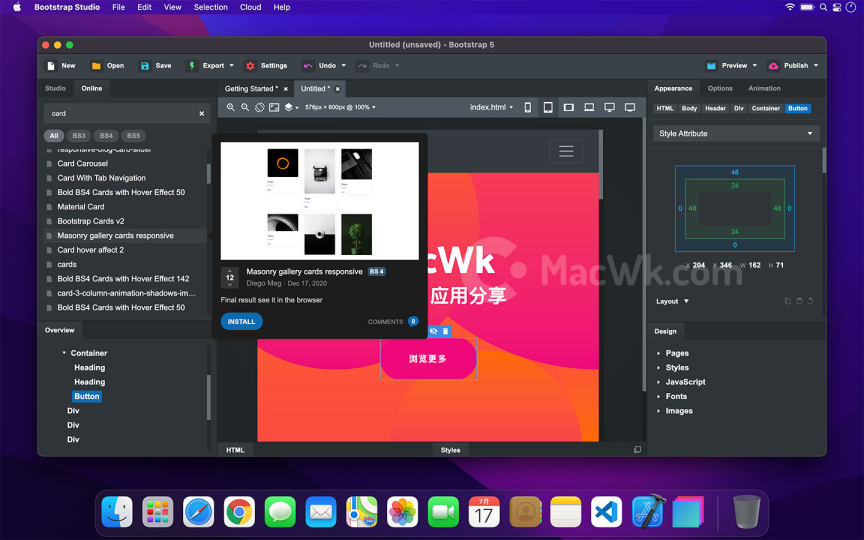 Bootstrap Studio File Edit View Selection Cloud Help
Untitled (unsaved) - Bootstrap 5
New Open Save Export Settings Undo Redo Preview Publish
Studio Online
Getting Started * × Untitled * ×
Appearance Options Animation
card ×
576px × 600px @ 100%
index.html
HTML Body Header Div Container Button
All BS3 BS4 BS5
Style Attribute
responsive-blog-card-slider
Card Carousel
Card With Tab Navigation
Bold BS4 Cards with Hover Effect 50
Material Card
Bootstrap Cards v2
Masonry gallery cards responsive
Card hover affect 2
cards
Bold BS4 Cards with Hover Effect 142
card-3-column-animation-shadows-im...
Bold BS4 Cards with Hover Effect 50
12
Masonry gallery cards responsive BS 4
Diego Meg · Dec 17, 2020
Final result see it in the browser
INSTALL
COMMENTS 0
cWk
应用分享
浏览更多
MacWk.com
48
24
0 48 48 0
24
0
X 204 Y 346 W 162 H 71
Layout
Design
Pages
Styles
JavaScript
Fonts
Images
Overview
Container
Heading
Heading
Button
Div
Div
Div
HTML
Styles
7月
17